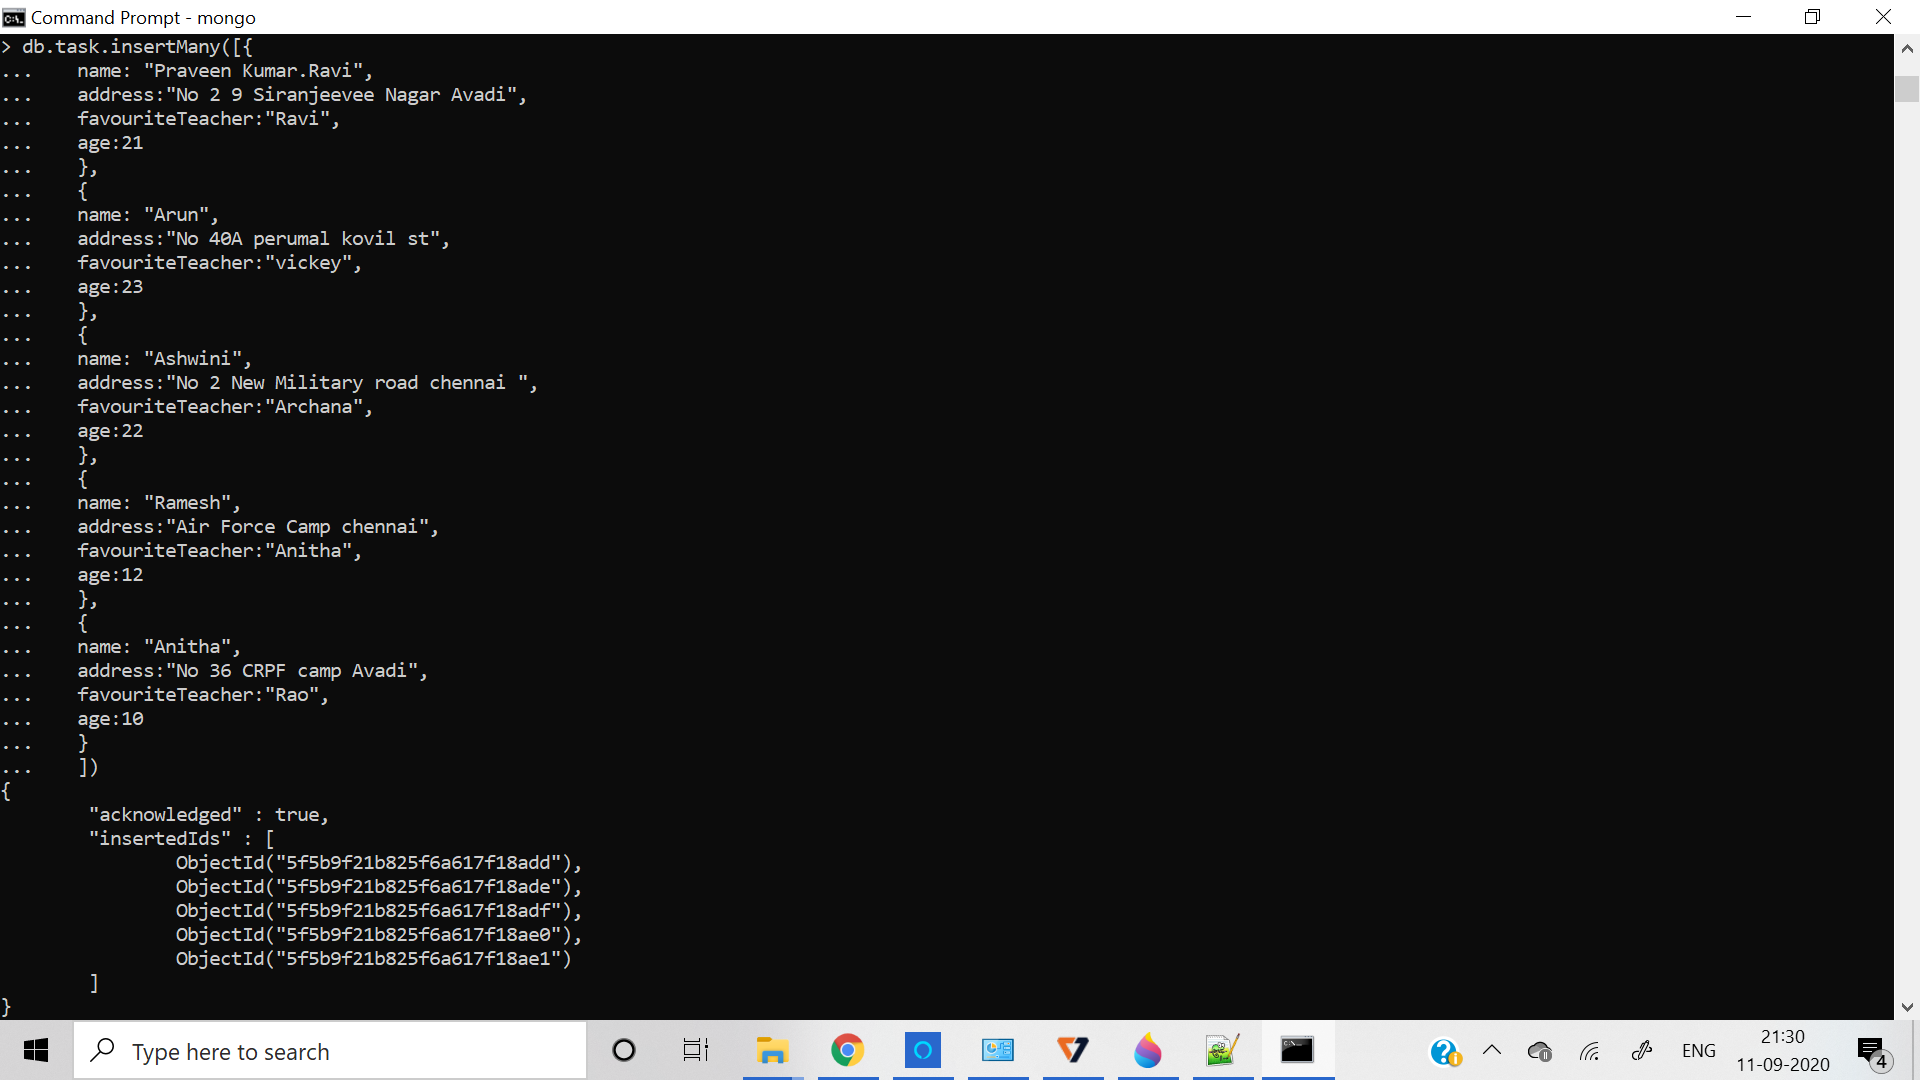 Command Prompt - mongo
> db.task.insertMany([{
...    name: "Praveen Kumar.Ravi",
...    address:"No 2 9 Siranjeevee Nagar Avadi",
...    favouriteTeacher:"Ravi",
...    age:21
...    },
...    {
...    name: "Arun",
...    address:"No 40A perumal kovil st",
...    favouriteTeacher:"vickey",
...    age:23
...    },
...    {
...    name: "Ashwini",
...    address:"No 2 New Military road chennai ",
...    favouriteTeacher:"Archana",
...    age:22
...    },
...    {
...    name: "Ramesh",
...    address:"Air Force Camp chennai",
...    favouriteTeacher:"Anitha",
...    age:12
...    },
...    {
...    name: "Anitha",
...    address:"No 36 CRPF camp Avadi",
...    favouriteTeacher:"Rao",
...    age:10
...    }
...    ])
{
        "acknowledged" : true,
        "insertedIds" : [
                ObjectId("5f5b9f21b825f6a617f18add"),
                ObjectId("5f5b9f21b825f6a617f18ade"),
                ObjectId("5f5b9f21b825f6a617f18adf"),
                ObjectId("5f5b9f21b825f6a617f18ae0"),
                ObjectId("5f5b9f21b825f6a617f18ae1")
        ]
}
Type here to search
ENG
21:30
11-09-2020
4